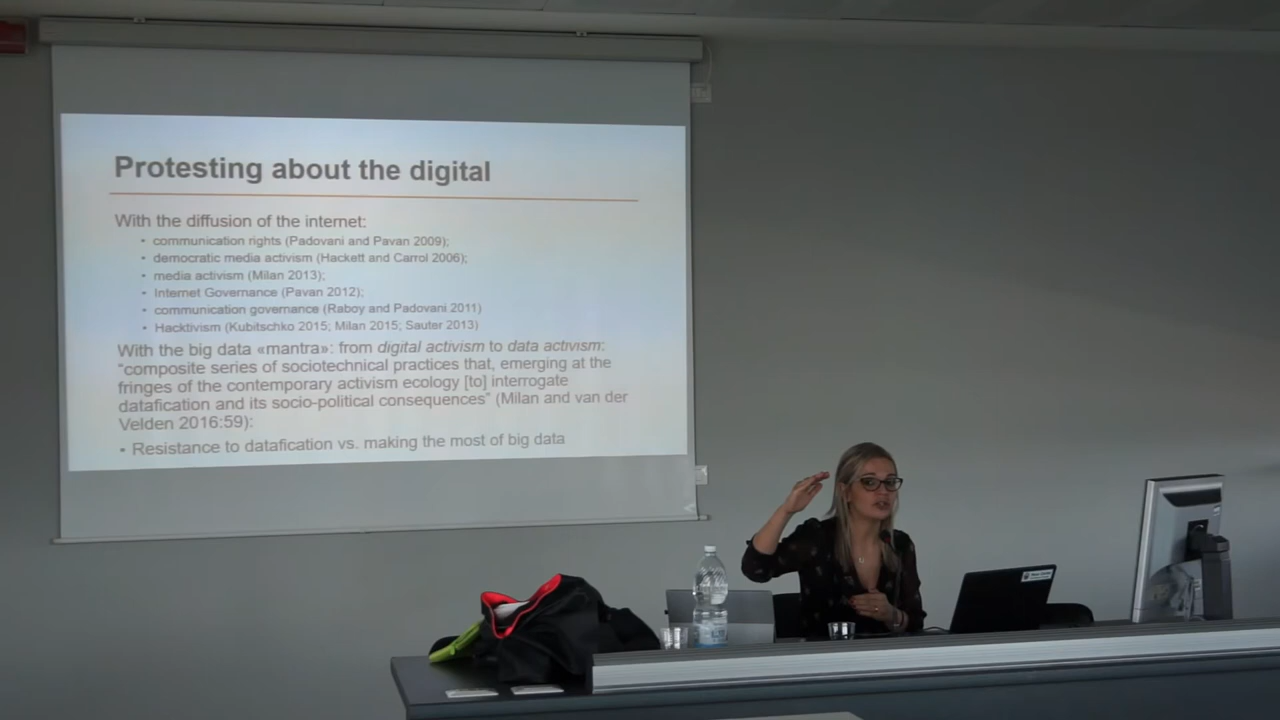 Protesting about the digital
With the diffusion of the internet:
• communication rights (Padovani and Pavan 2009);
• democratic media activism (Hackett and Carrol 2006);
• media activism (Milan 2013);
• Internet Governance (Pavan 2012);
• communication governance (Raboy and Padovani 2011)
• Hacktivism (Kubitschko 2015; Milan 2015; Sauter 2013)
With the big data «mantra»: from digital activism to data activism:
“composite series of sociotechnical practices that, emerging at the
fringes of the contemporary activism ecology [to] interrogate
datafication and its socio-political consequences” (Milan and van der
Velden 2016:59):
• Resistance to datafication vs. making the most of big data